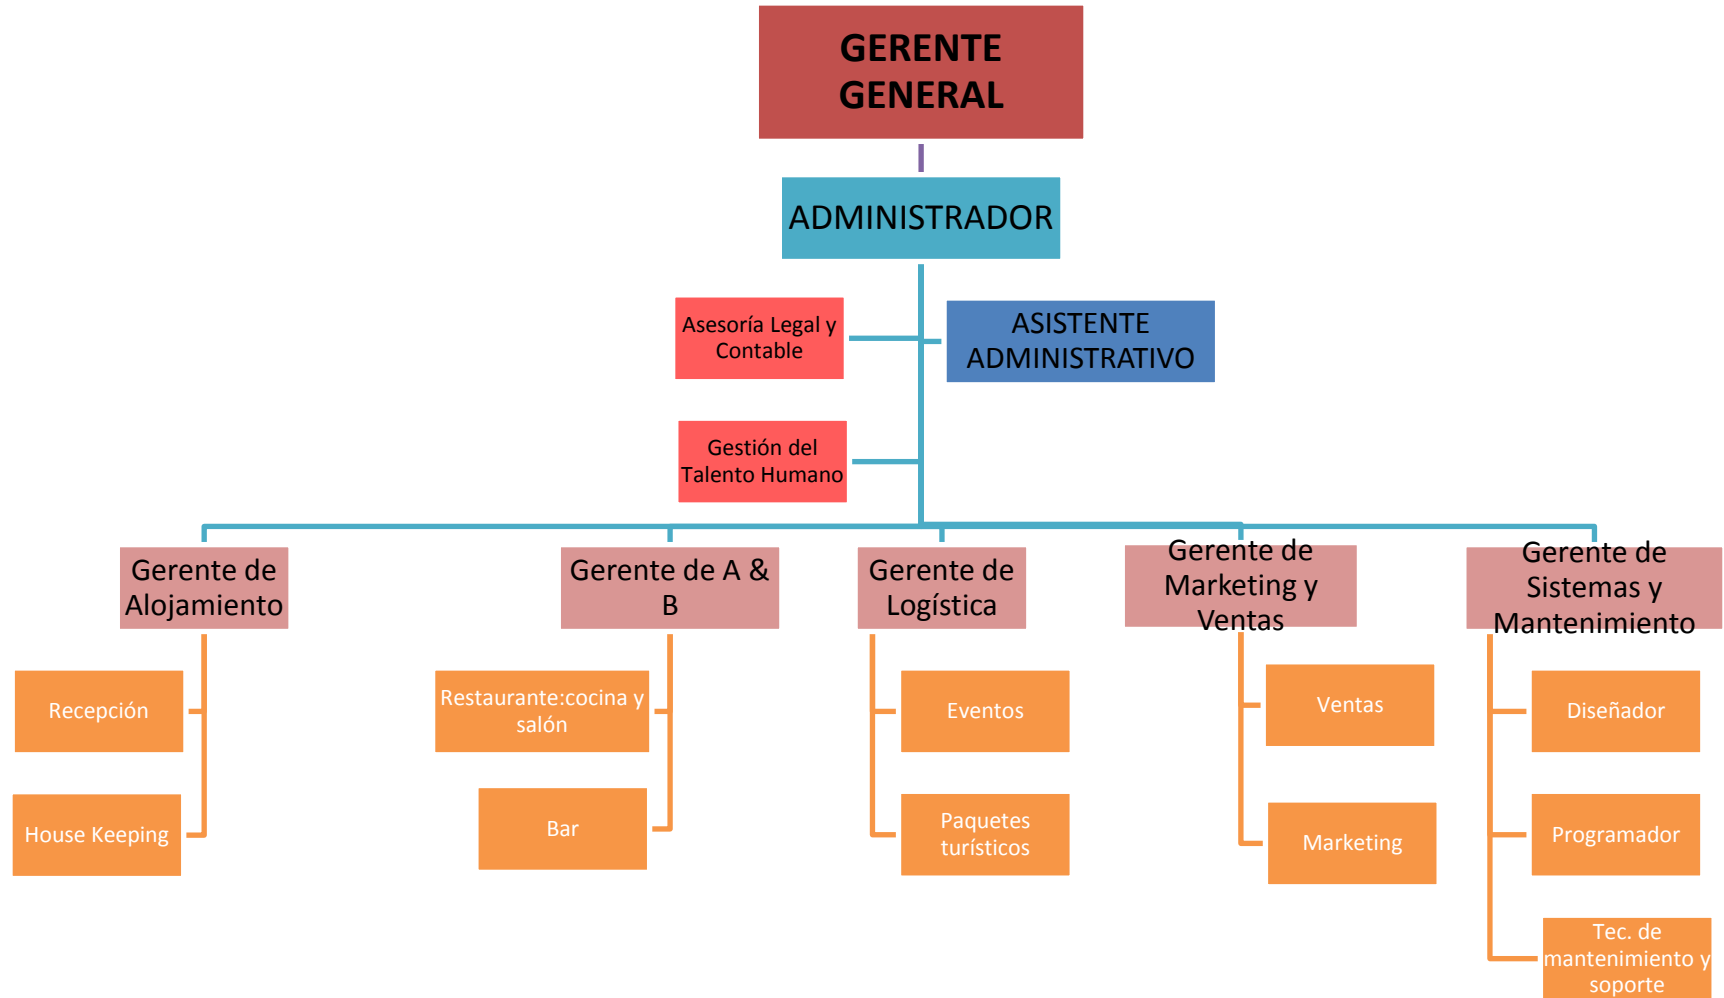 GERENTE
GENERAL
ADMINISTRADOR
Asesoría Legal y
Contable
ASISTENTE
ADMINISTRATIVO
Gestión del
Talento Humano
Gerente de
Alojamiento
Gerente de A &
B
Gerente de
Logística
Gerente de
Marketing y
Ventas
Gerente de
Sistemas y
Mantenimiento
Recepción
Restaurante:cocina y
salón
Eventos
Ventas
Diseñador
House Keeping
Bar
Paquetes
turísticos
Marketing
Programador
Tec. de
mantenimiento y
soporte